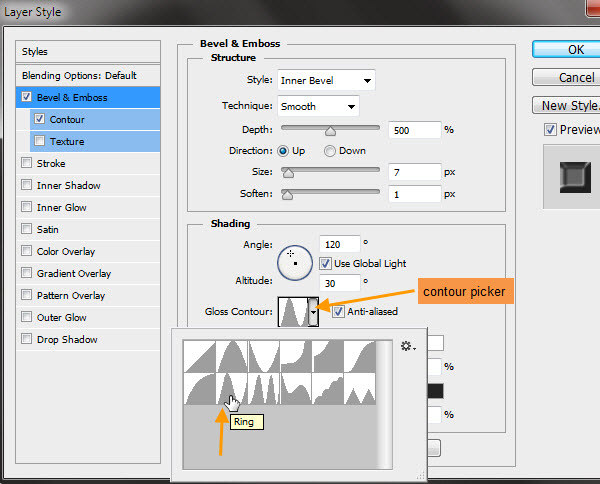 Layer Style
Styles
Blending Options: Default
Bevel & Emboss
Contour
Texture
Stroke
Inner Shadow
Inner Glow
Satin
Color Overlay
Gradient Overlay
Pattern Overlay
Outer Glow
Drop Shadow
Bevel & Emboss
Structure
Style: Inner Bevel
Technique: Smooth
Depth: 500 %
Direction: Up Down
Size: 7 px
Soften: 1 px
Shading
Angle: 120 °
Use Global Light
Altitude: 30 °
Gloss Contour: Anti-aliased
contour picker
%
%
Ring
OK
Cancel
New Style...
Preview